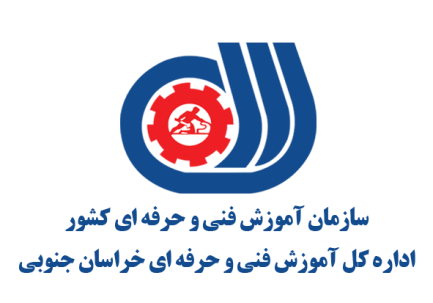 سازمان آموزش فنی و حرفه ای کشور
اداره کل آموزش فنی و حرفه ای خراسان جنوبی